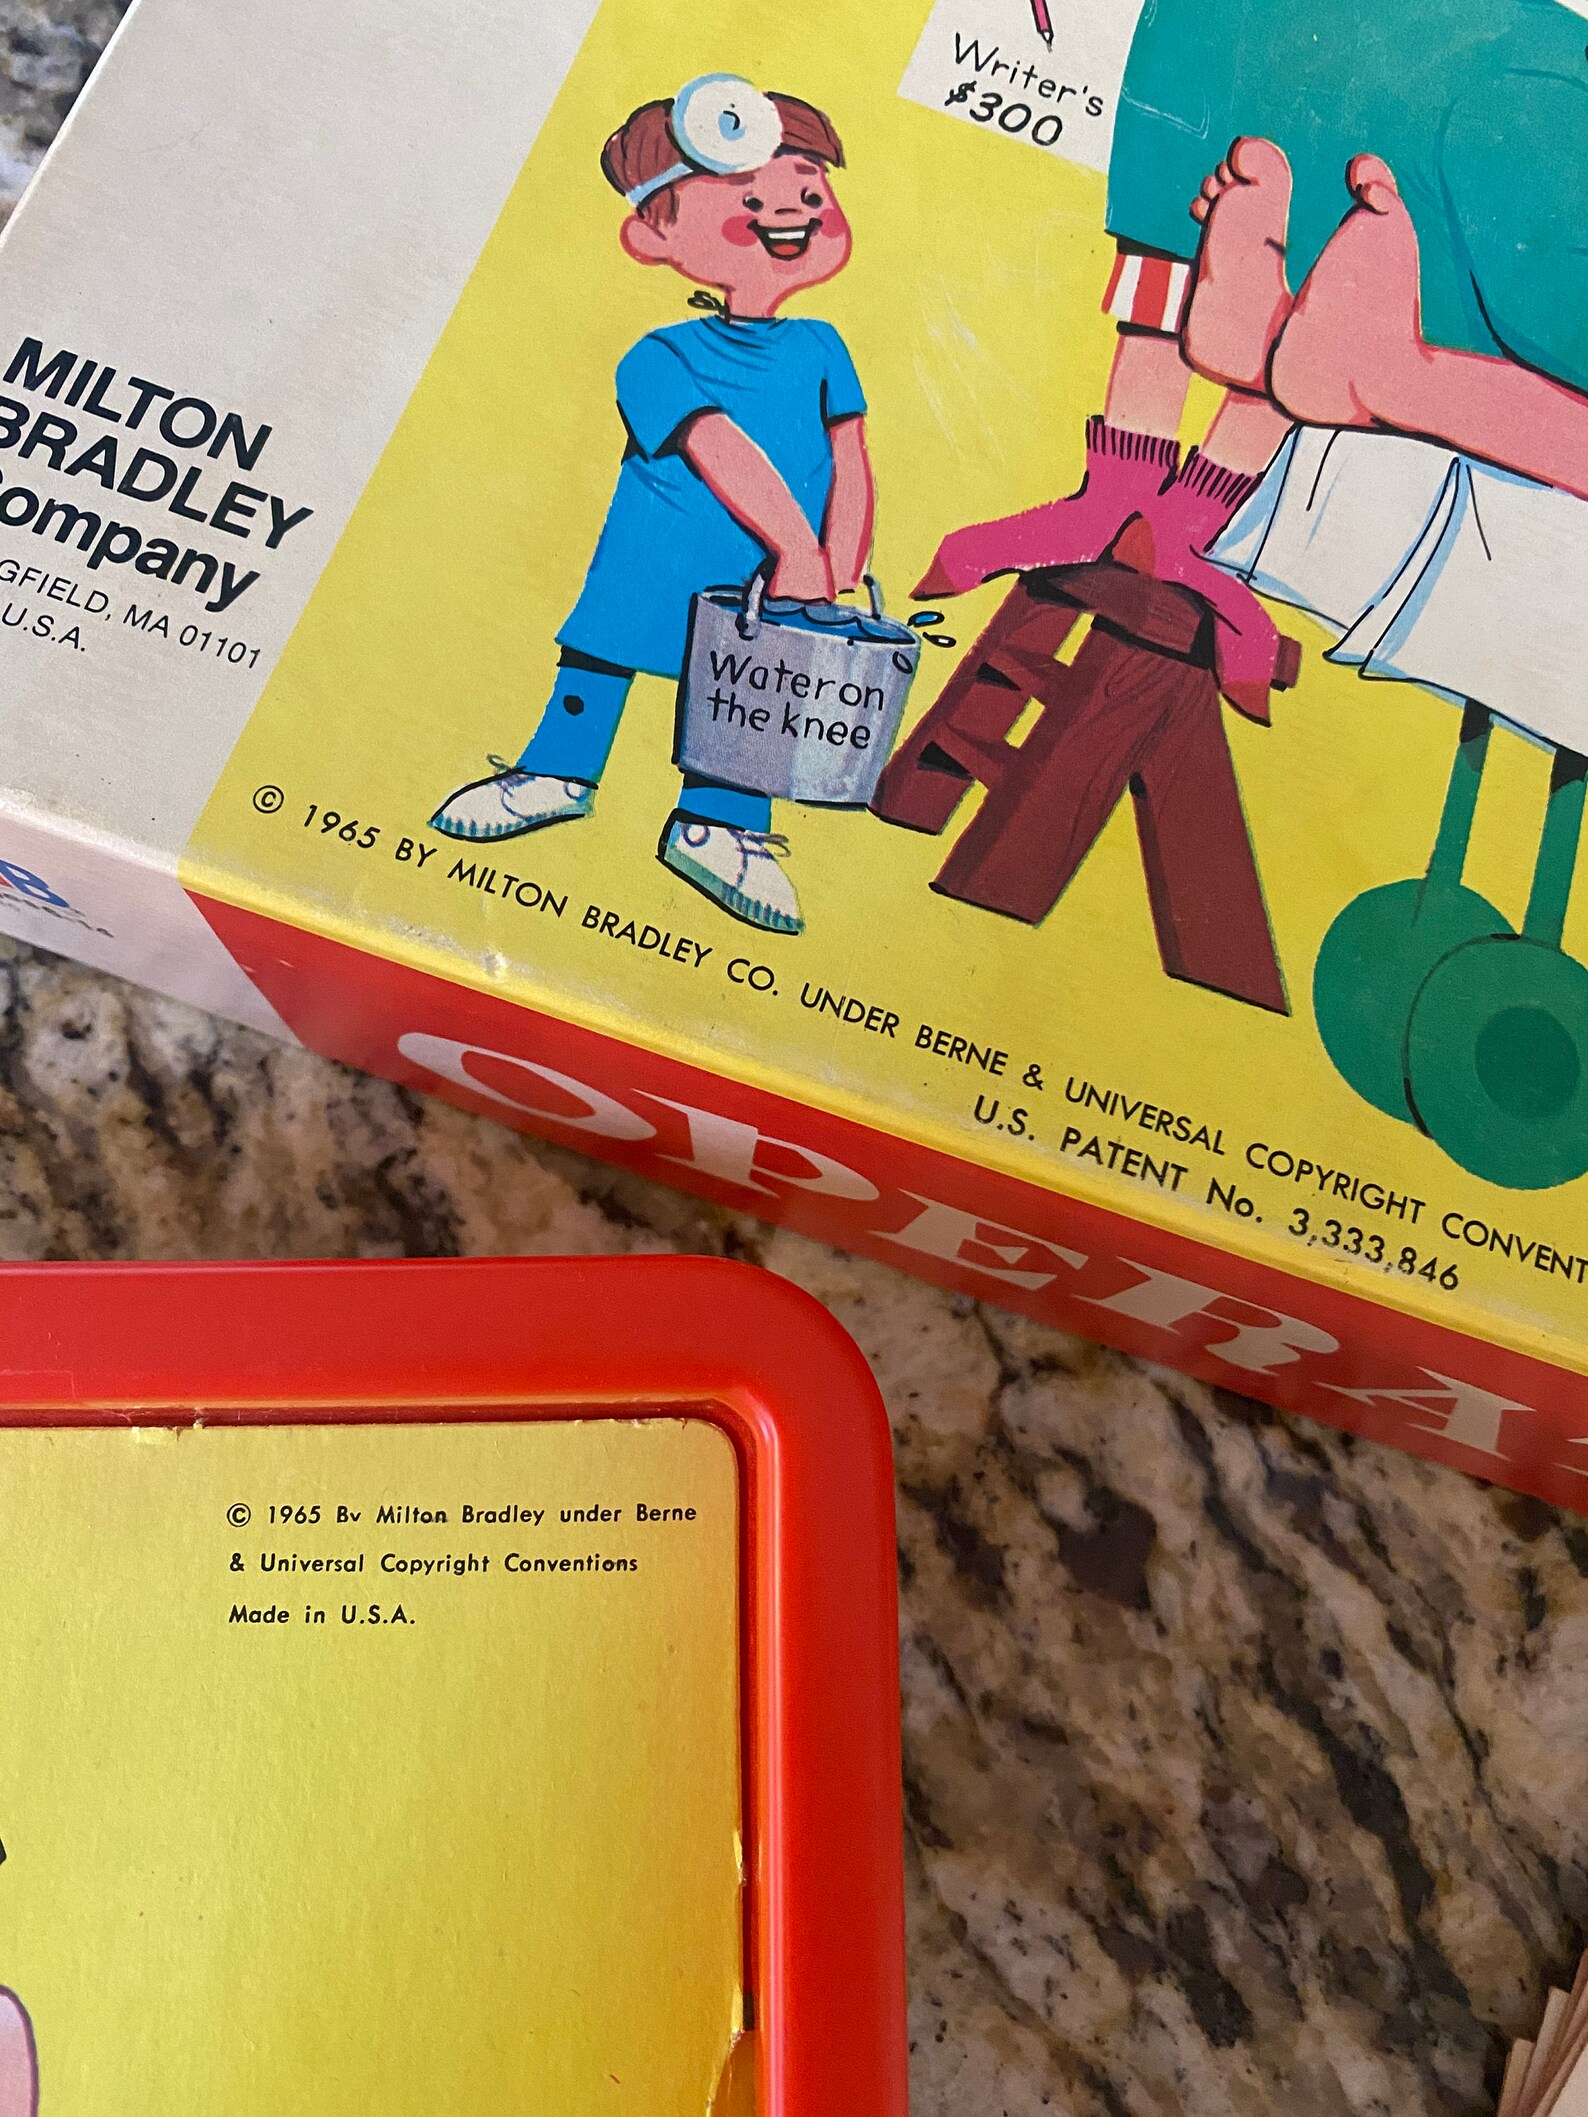 Writer's
$300
MILTON
BRADLEY
Company
GFIELD, MA 01101
U.S.A.
Water on
the knee
© 1965 BY MILTON BRADLEY CO. UNDER BERNE & UNIVERSAL COPYRIGHT CONVENT
U.S. PATENT No. 3,333,846
OPERA
© 1965 By Milton Bradley under Berne
& Universal Copyright Conventions
Made in U.S.A.